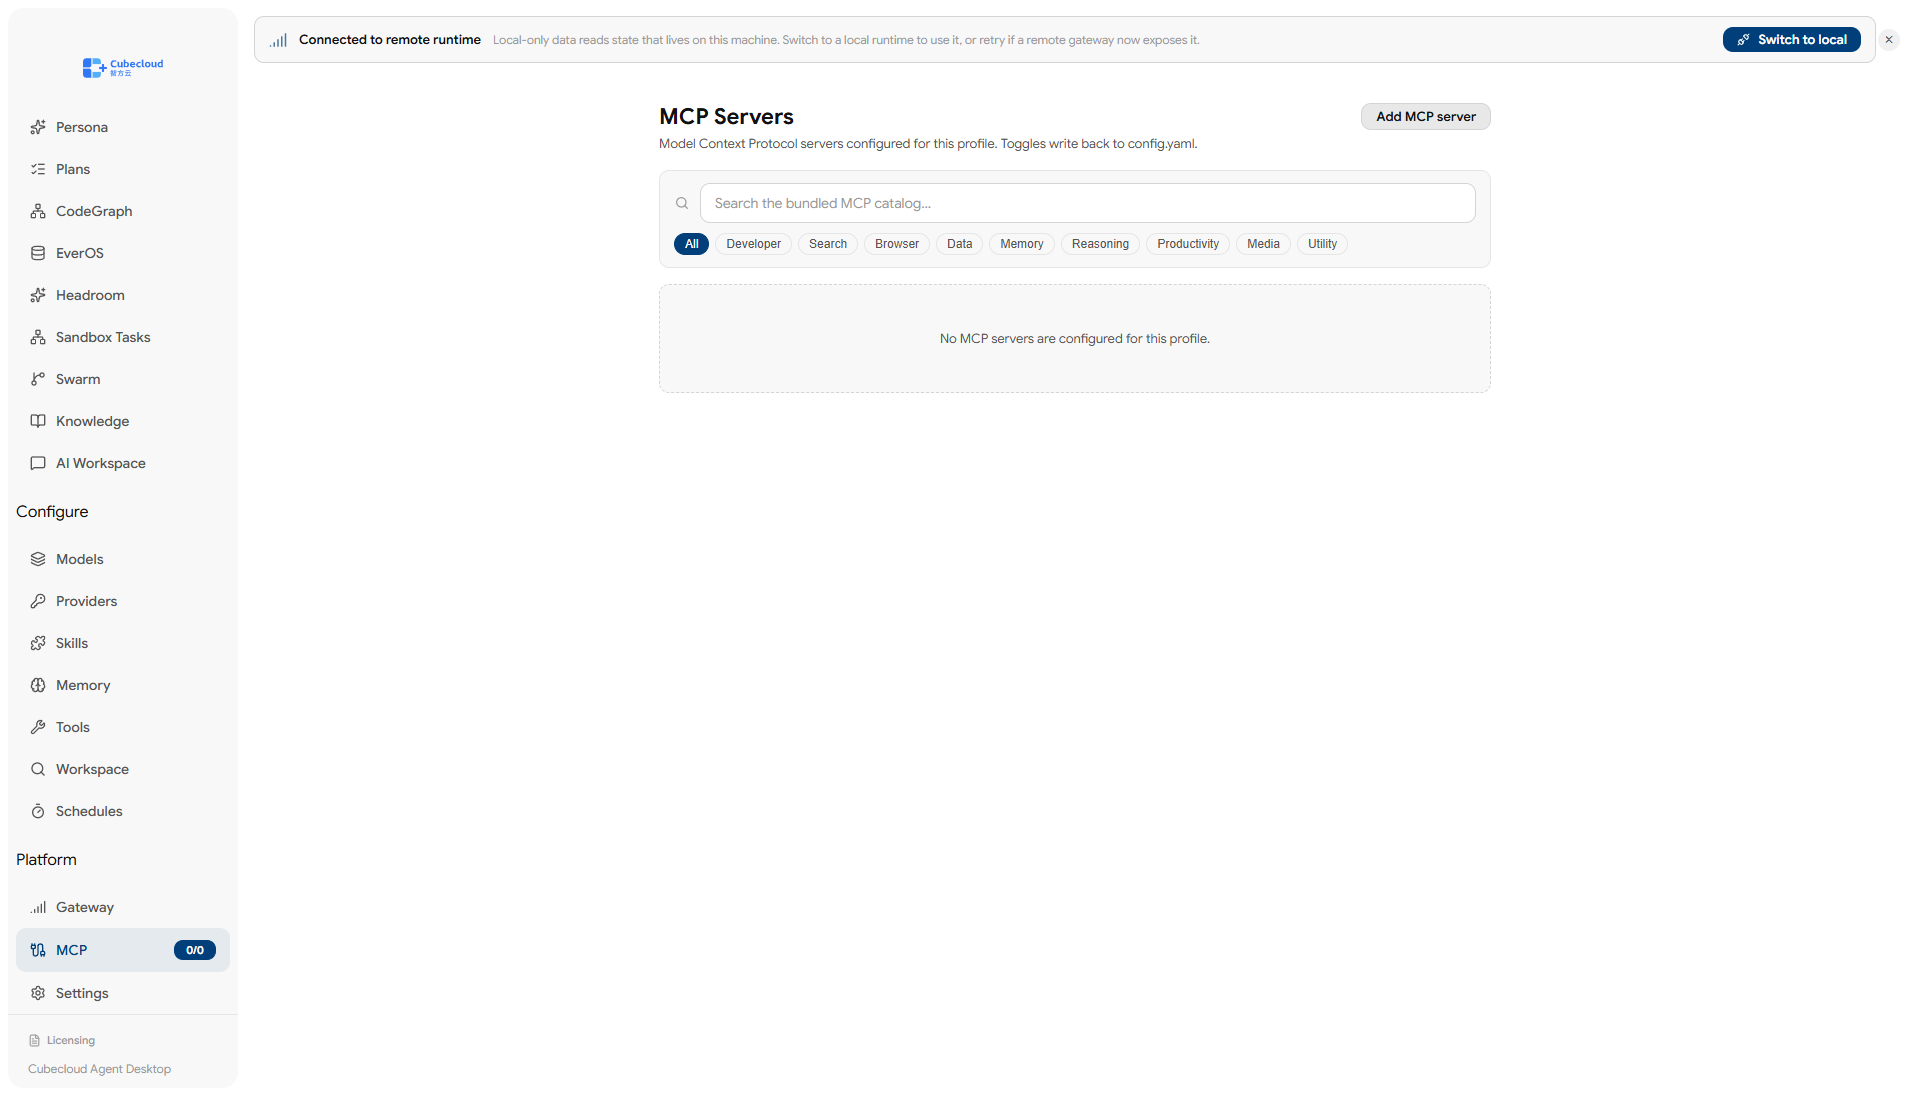 Cubecloud
智方云
Persona
Plans
CodeGraph
EverOS
Headroom
Sandbox Tasks
Swarm
Knowledge
AI Workspace
Configure
Models
Providers
Skills
Memory
Tools
Workspace
Schedules
Platform
Gateway
MCP 0/0
Settings
Licensing
Cubecloud Agent Desktop
Connected to remote runtime Local-only data reads state that lives on this machine. Switch to a local runtime to use it, or retry if a remote gateway now exposes it. Switch to local
MCP Servers Add MCP server
Model Context Protocol servers configured for this profile. Toggles write back to config.yaml.
Search the bundled MCP catalog...
All Developer Search Browser Data Memory Reasoning Productivity Media Utility
No MCP servers are configured for this profile.